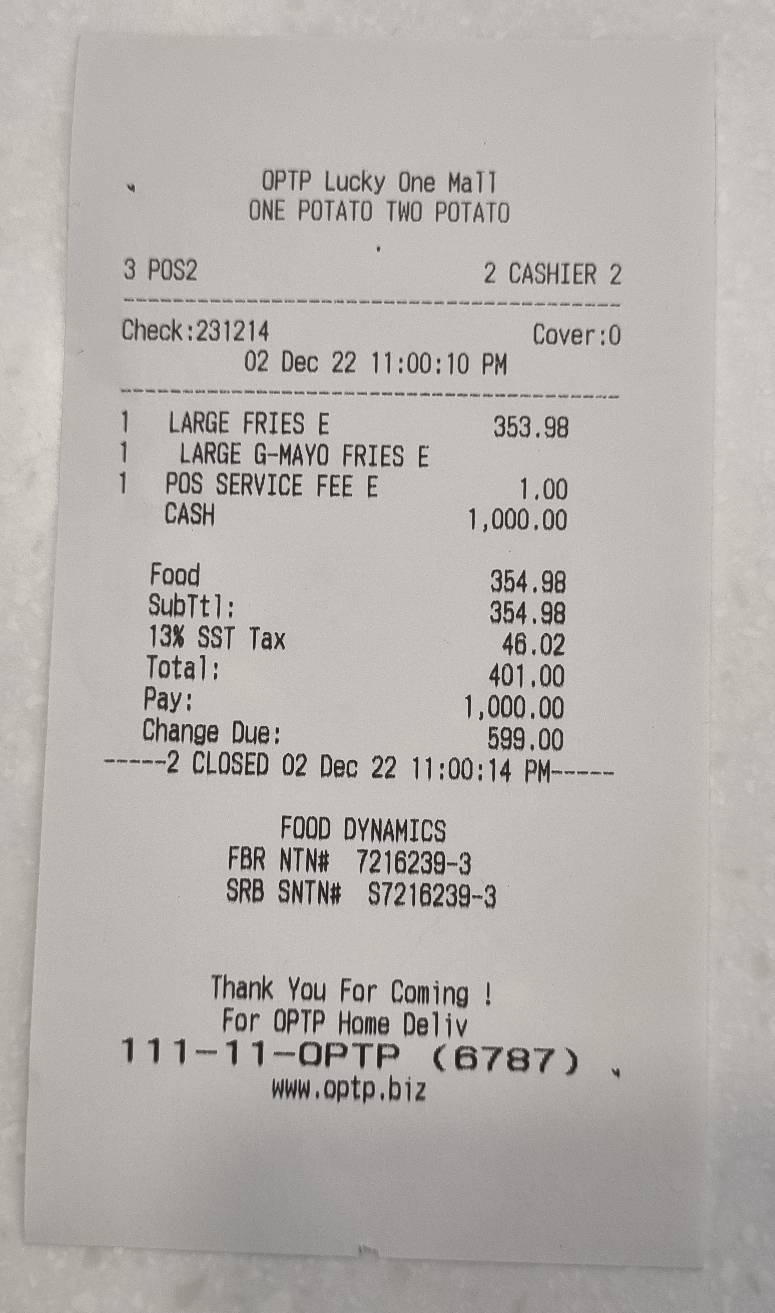 OPTP Lucky One Mall
ONE POTATO TWO POTATO
3 POS2 2 CASHIER 2
----------------------------------------
Check:231214 Cover:0
02 Dec 22 11:00:10 PM
----------------------------------------
1 LARGE FRIES E 353.98
1 LARGE G-MAYO FRIES E
1 POS SERVICE FEE E 1.00
CASH 1,000.00
Food 354.98
SubTtl: 354.98
13% SST Tax 46.02
Total: 401.00
Pay: 1,000.00
Change Due: 599.00
-----2 CLOSED 02 Dec 22 11:00:14 PM-----
FOOD DYNAMICS
FBR NTN# 7216239-3
SRB SNTN# S7216239-3
Thank You For Coming !
For OPTP Home Deliv
111-11-OPTP (6787)
www.optp.biz